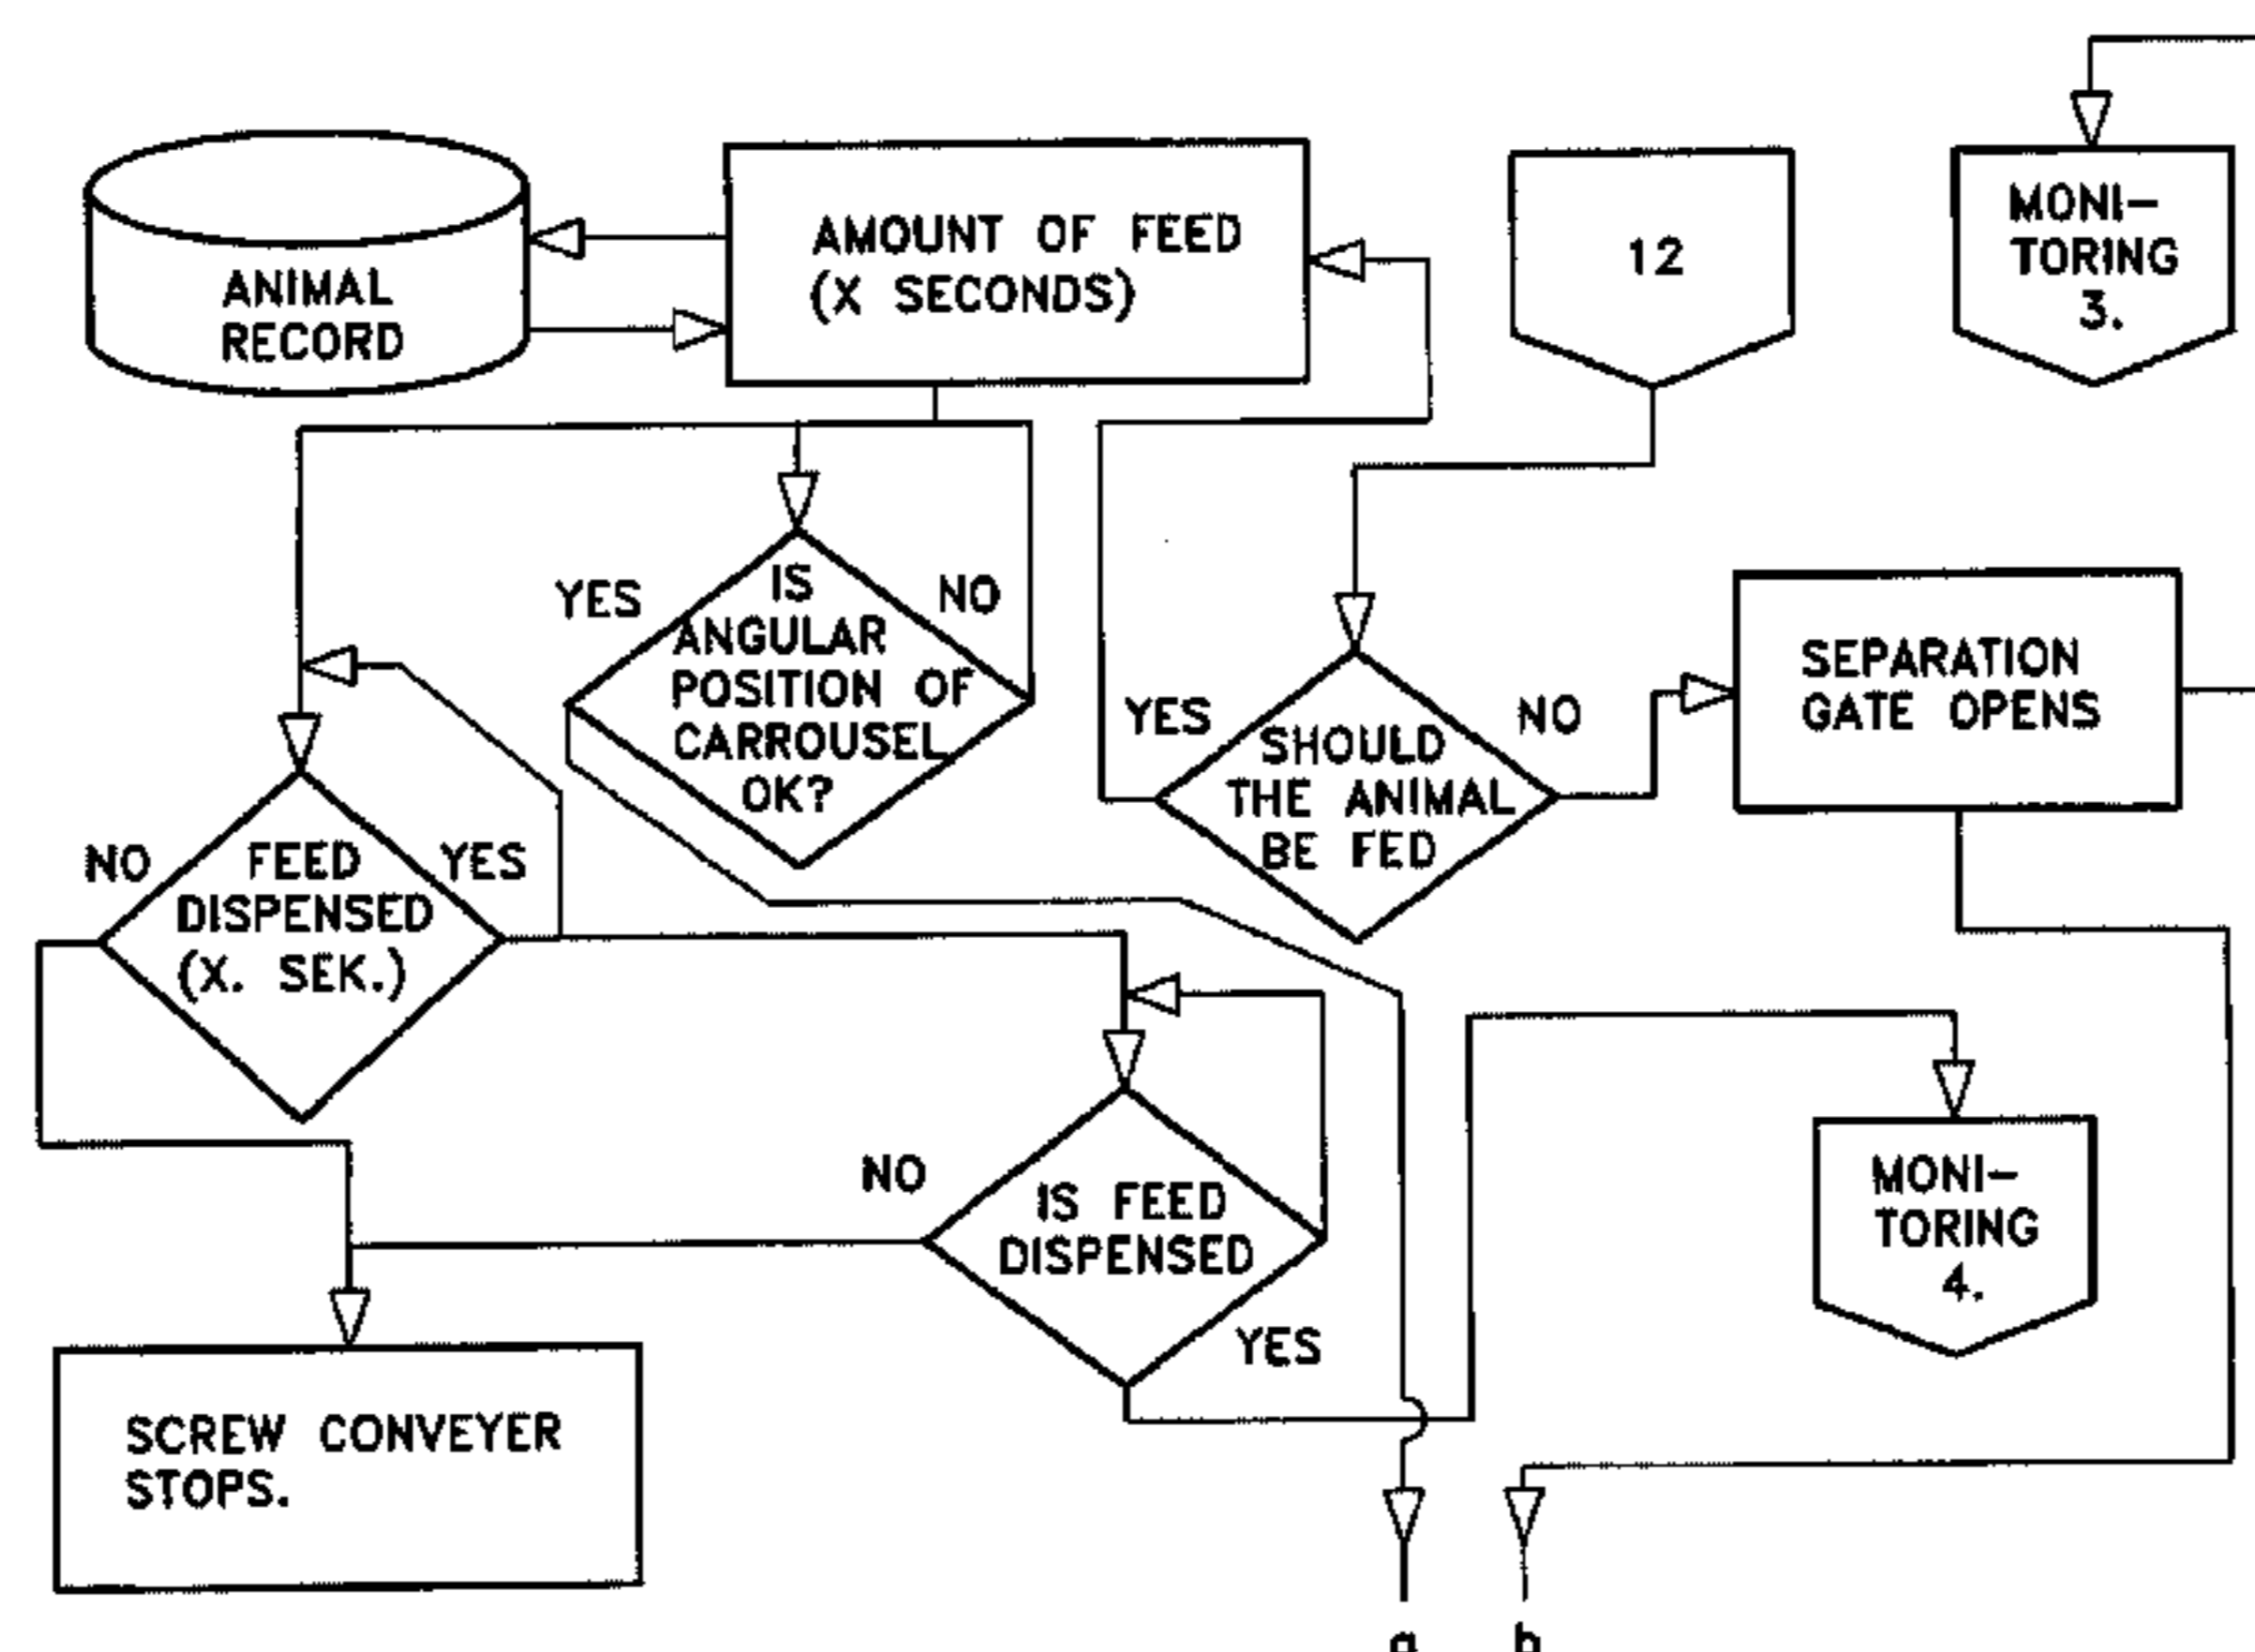 ANIMAL
RECORD
AMOUNT OF FEED
(X SECONDS)
12
MONI-
TORING
3.
YES
IS
ANGULAR
POSITION OF
CARROUSEL
OK?
NO
YES
SHOULD
THE ANIMAL
BE FED
NO
SEPARATION
GATE OPENS
NO
FEED
DISPENSED
(X. SEK.)
YES
NO
IS FEED
DISPENSED
YES
MONI-
TORING
4.
SCREW CONVEYER
STOPS.